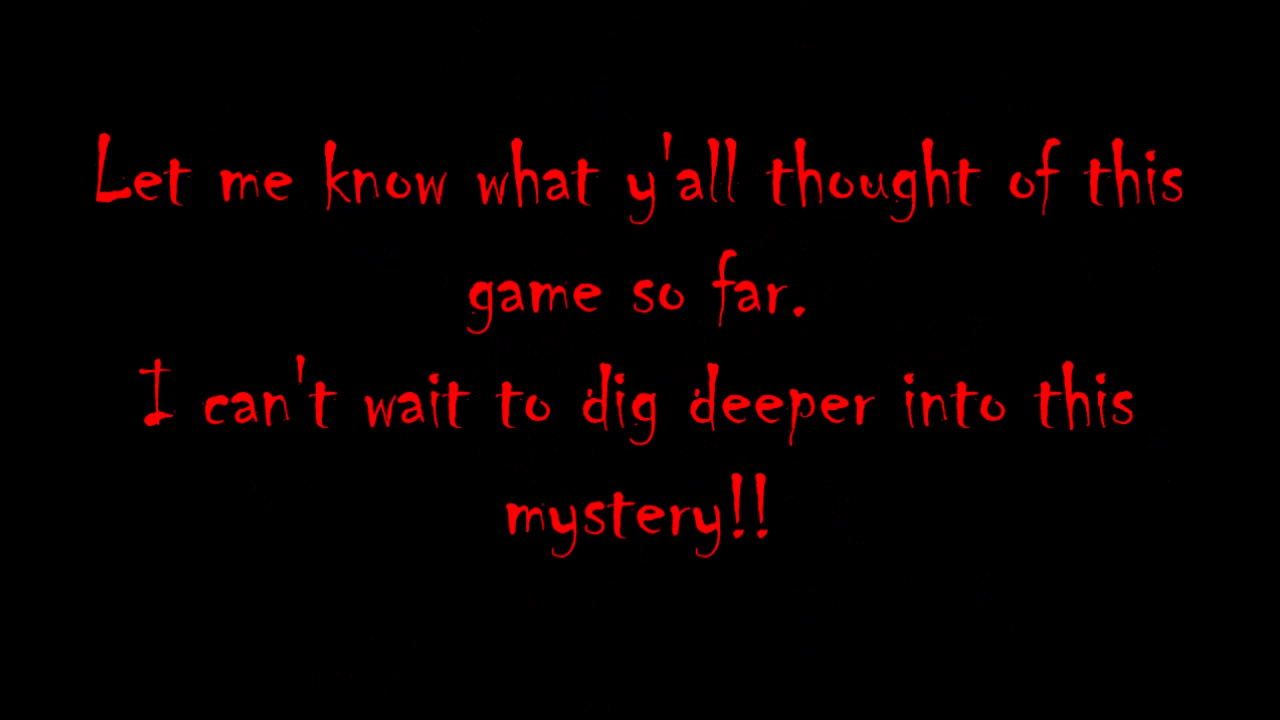 Let me know what y'all thought of this
game so far.
I can't wait to dig deeper into this
mystery!!